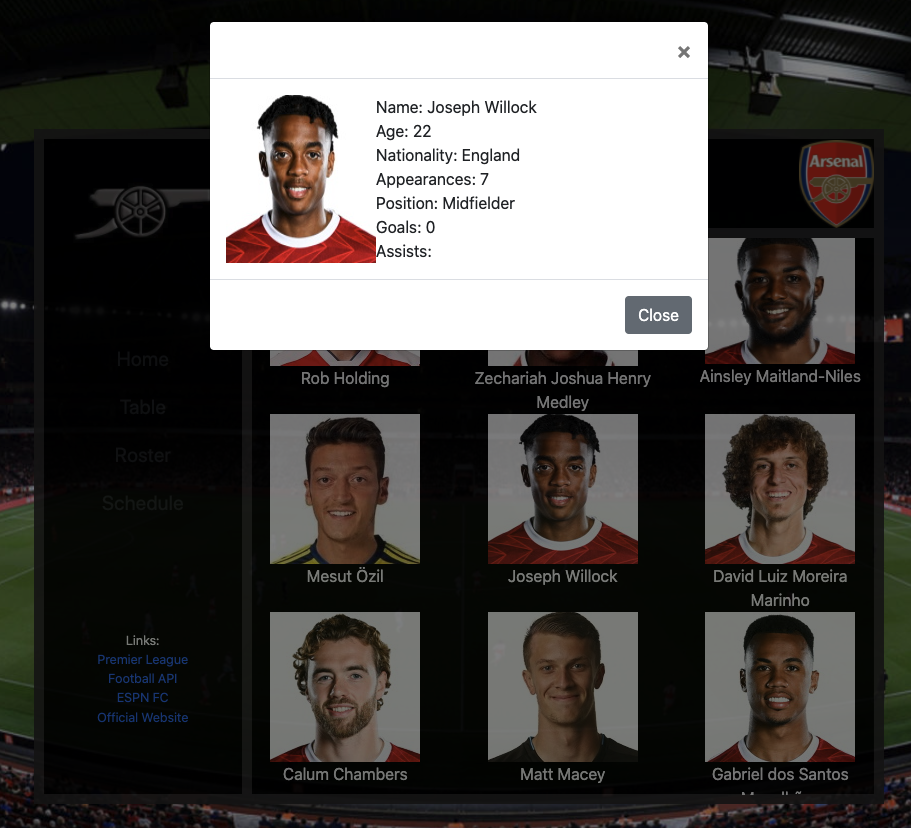 ×
Name: Joseph Willock
Age: 22
Nationality: England
Appearances: 7
Position: Midfielder
Goals: 0
Assists:
Close
Arsenal
Home
Table
Roster
Schedule
Links:
Premier League
Football API
ESPN FC
Official Website
Rob Holding
Zechariah Joshua Henry
Medley
Ainsley Maitland-Niles
Mesut Özil
Joseph Willock
David Luiz Moreira
Marinho
Calum Chambers
Matt Macey
Gabriel dos Santos